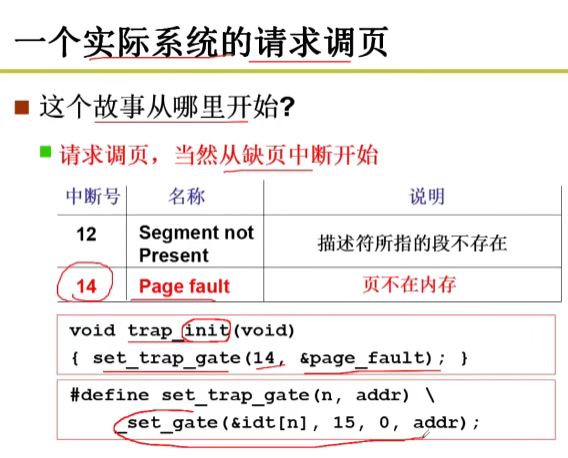 一个实际系统的请求调页
这个故事从哪里开始?
请求调页，当然从缺页中断开始
中断号 名称 说明
12 Segment not Present 描述符所指的段不存在
14 Page fault 页不在内存
void trap_init(void)
{ set_trap_gate(14, &page_fault); }
#define set_trap_gate(n, addr) \
_set_gate(&idt[n], 15, 0, addr);